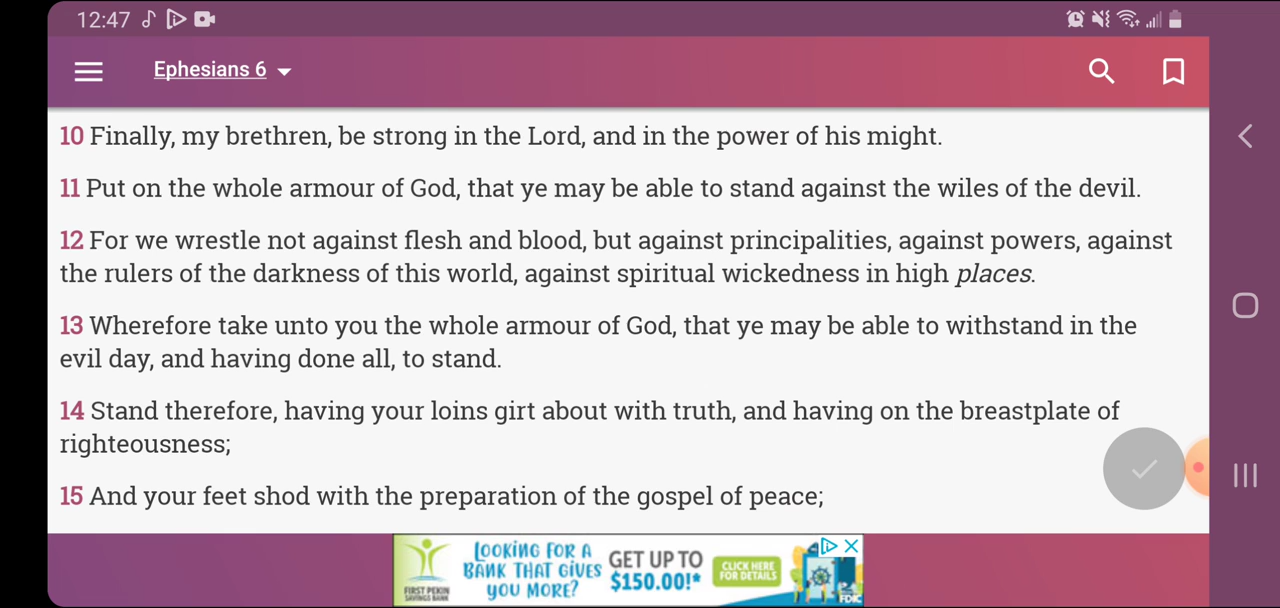 12:47
Ephesians 6
10 Finally, my brethren, be strong in the Lord, and in the power of his might.
11 Put on the whole armour of God, that ye may be able to stand against the wiles of the devil.
12 For we wrestle not against flesh and blood, but against principalities, against powers, against
the rulers of the darkness of this world, against spiritual wickedness in high places.
13 Wherefore take unto you the whole armour of God, that ye may be able to withstand in the
evil day, and having done all, to stand.
14 Stand therefore, having your loins girt about with truth, and having on the breastplate of
righteousness;
15 And your feet shod with the preparation of the gospel of peace;
FIRST PEKIN
SAVINGS BANK
LOOKING FOR A
BANK THAT GIVES
YOU MORE?
GET UP TO
$150.00!*
CLICK HERE
FOR DETAILS
FDIC